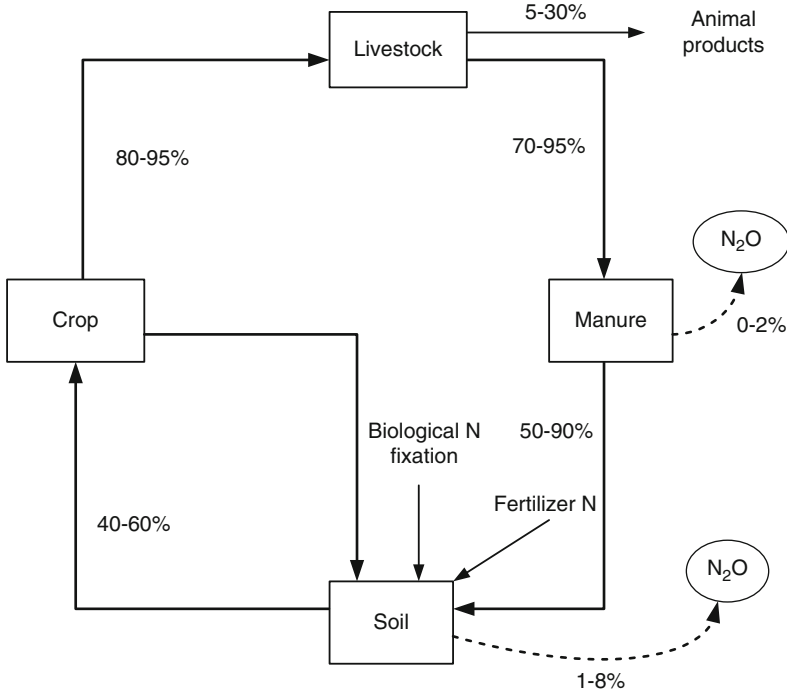 5-30%
Animal
products
Livestock
80-95%
70-95%
N₂O
Crop
Manure
0-2%
Biological N
fixation
50-90%
Fertilizer N
40-60%
N₂O
Soil
1-8%